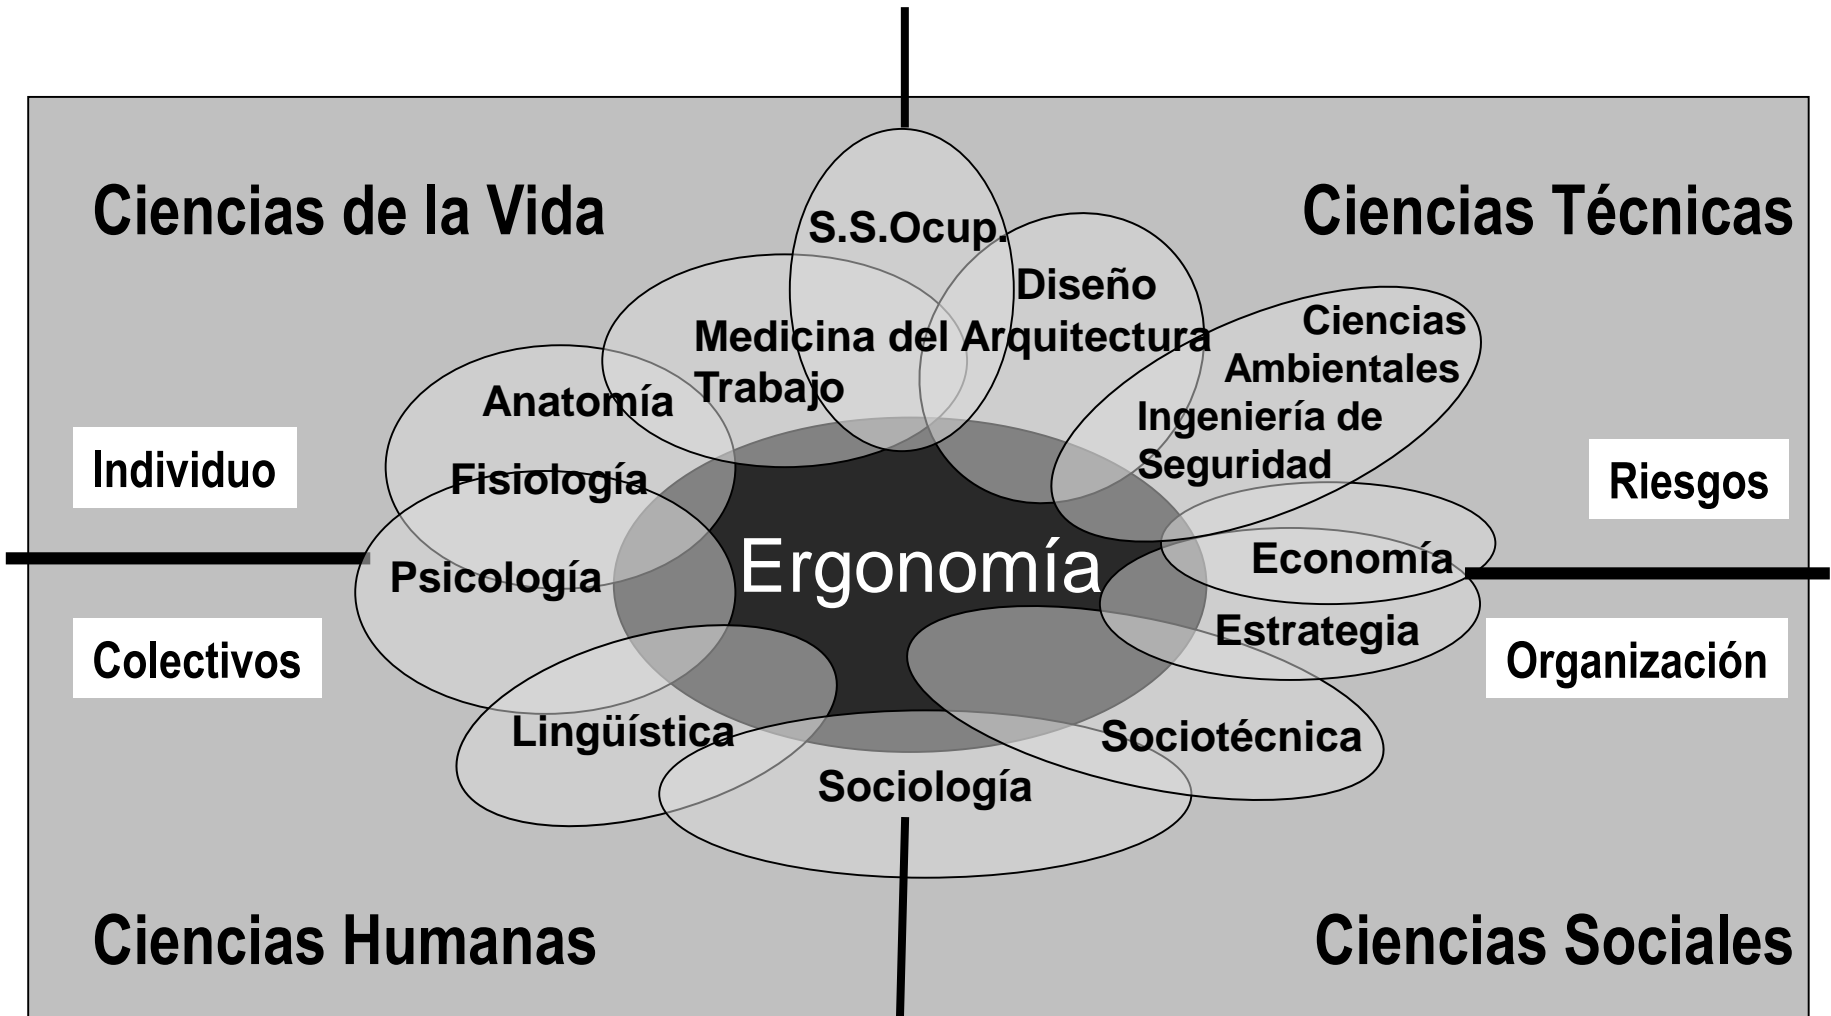 Ciencias de la Vida
Ciencias Técnicas
S.S.Ocup.
Diseño
Arquitectura
Medicina del
Trabajo
Ciencias
Ambientales
Ingeniería de
Seguridad
Anatomía
Fisiología
Individuo
Riesgos
Psicología
Ergonomía
Economía
Estrategia
Colectivos
Organización
Lingüística
Sociotécnica
Sociología
Ciencias Humanas
Ciencias Sociales